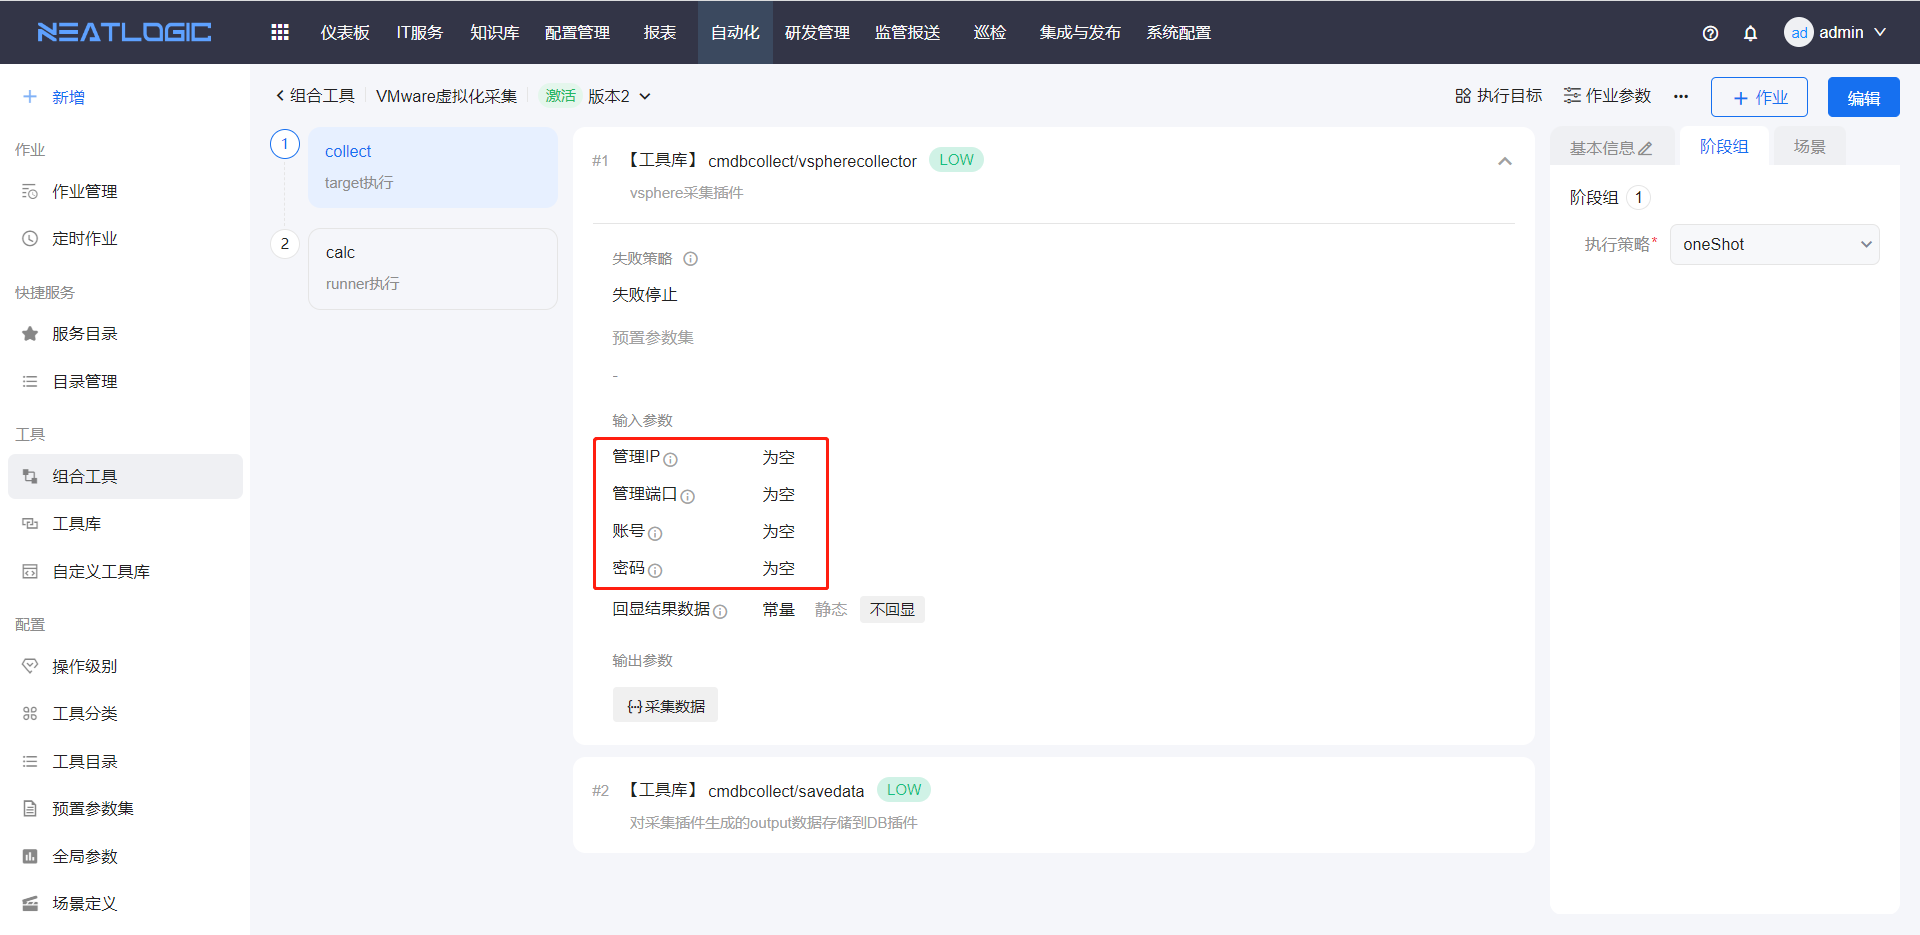 NEATLOGIC
仪表板 IT服务 知识库 配置管理 报表 自动化 研发管理 监管报送 巡检 集成与发布 系统配置
ad admin
新增
作业
作业管理
定时作业
快捷服务
服务目录
目录管理
工具
组合工具
工具库
自定义工具库
配置
操作级别
工具分类
工具目录
预置参数集
全局参数
场景定义
组合工具 VMware虚拟化采集 激活 版本2
执行目标 作业参数 ··· + 作业 编辑
1
collect
target执行
2
calc
runner执行
#1 【工具库】 cmdbcollect/vspherecollector LOW
vsphere采集插件
失败策略
失败停止
预置参数集
-
输入参数
管理IP 为空
管理端口 为空
账号 为空
密码 为空
回显结果数据 常量 静态 不回显
输出参数
采集数据
#2 【工具库】 cmdbcollect/savedata LOW
对采集插件生成的output数据存储到DB插件
基本信息 阶段组 场景
阶段组 1
执行策略* oneShot